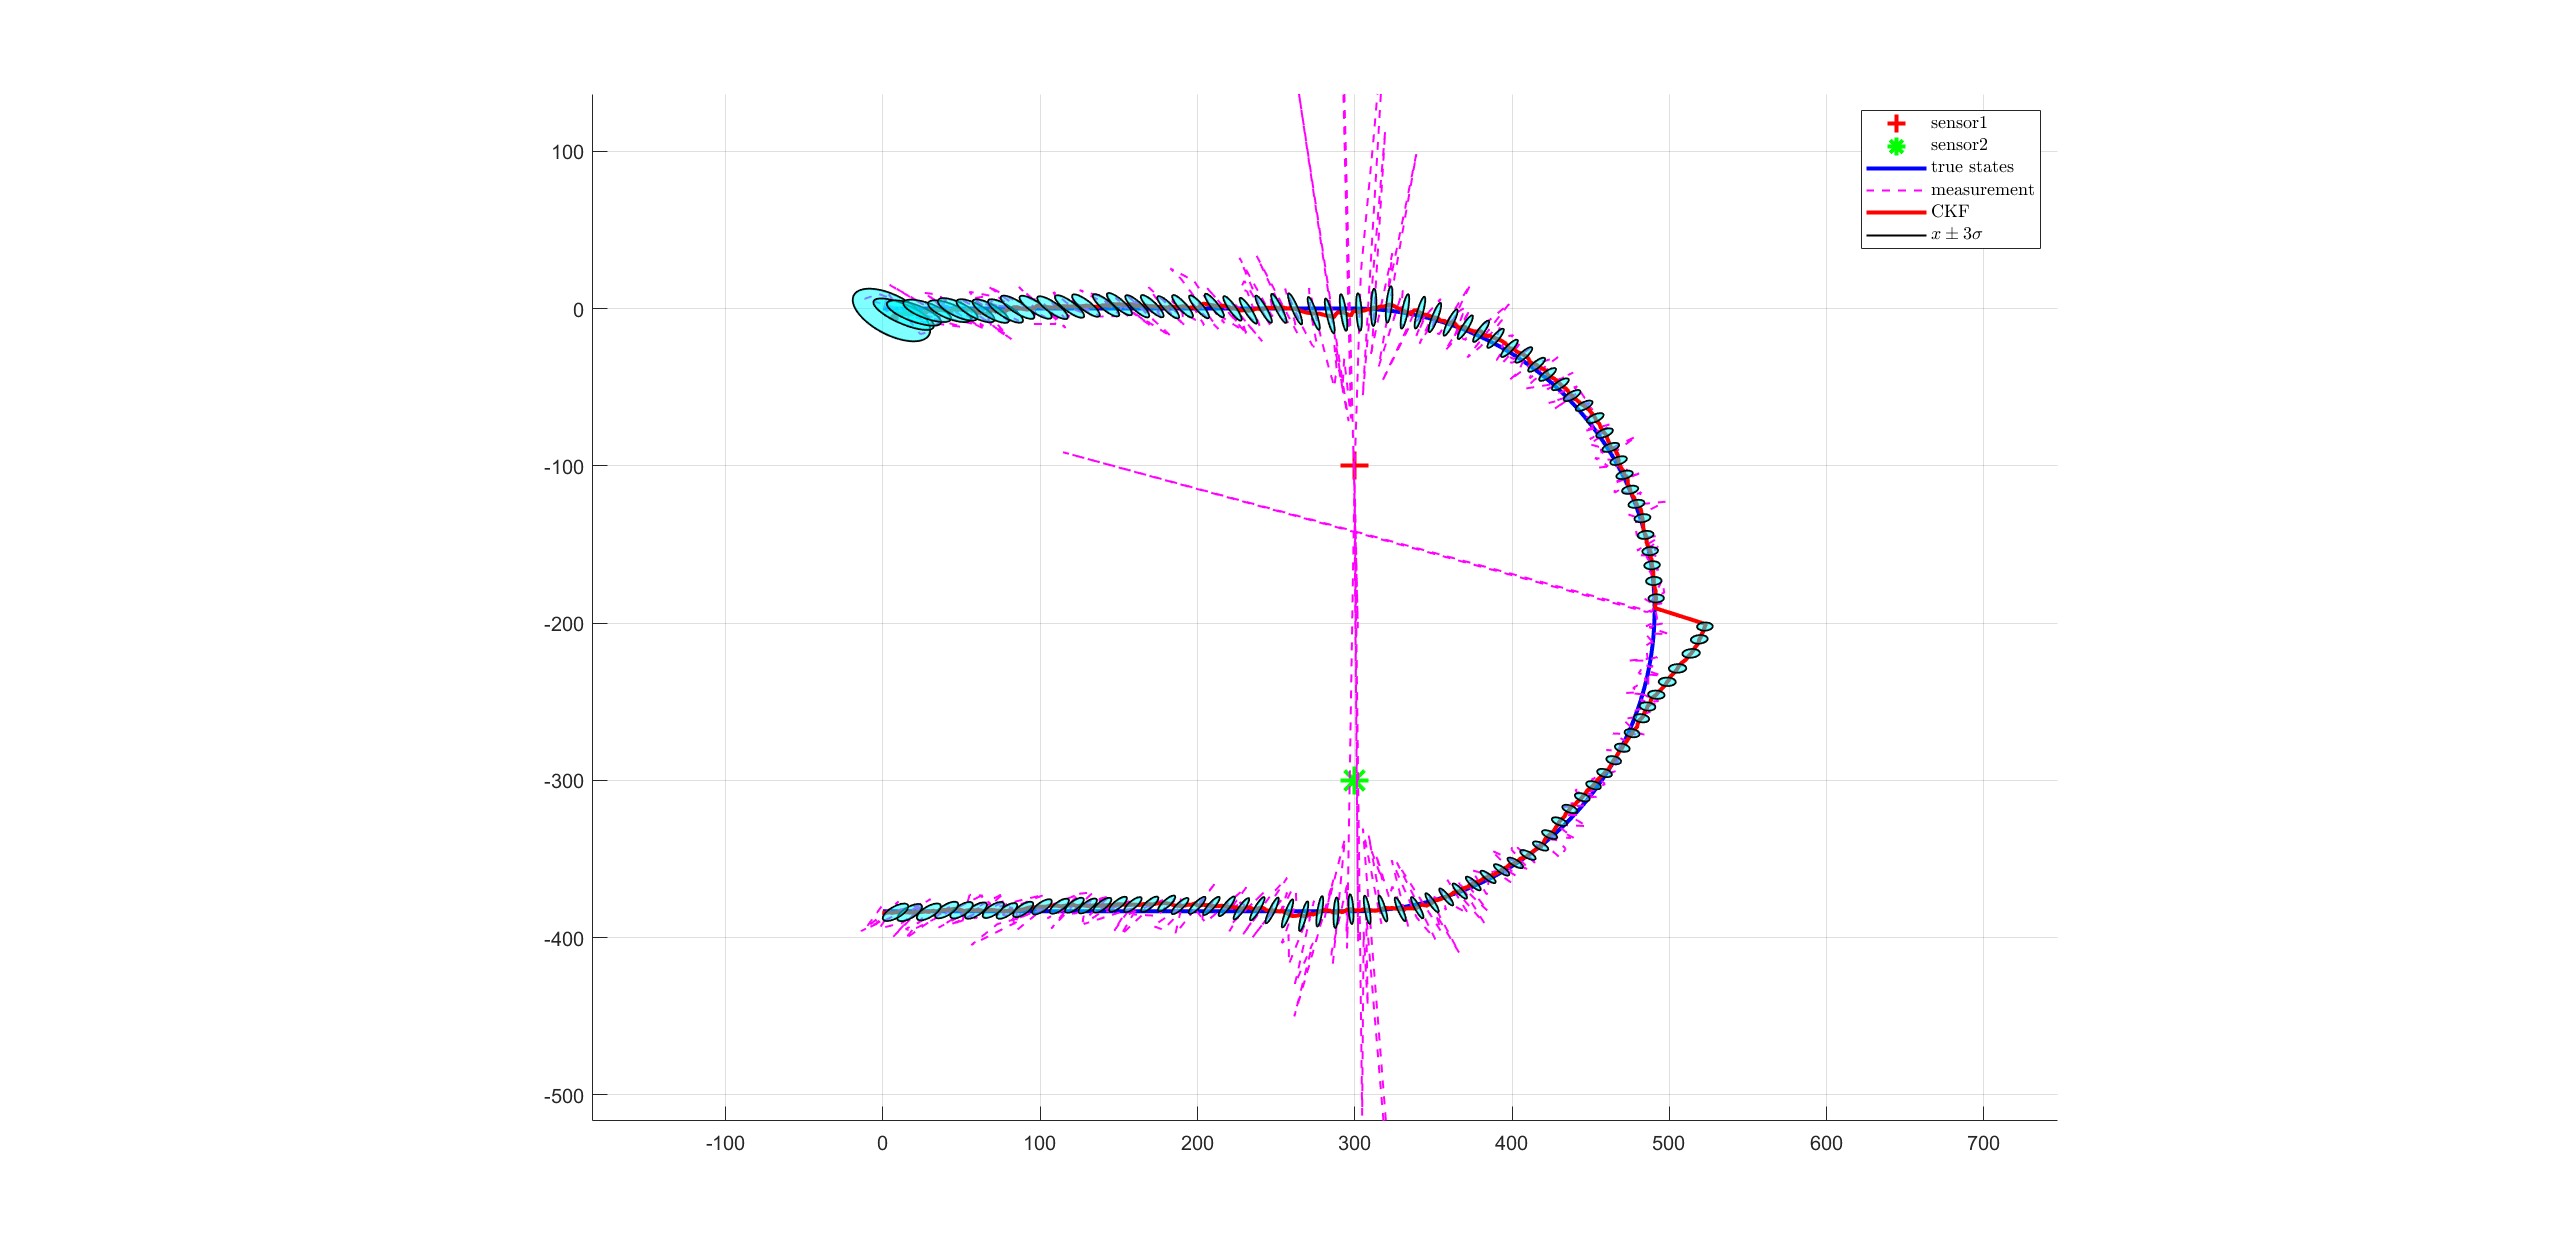 sensor1
sensor2
true states
measurement
CKF
x ± 3σ
100
0
-100
-200
-300
-400
-500
-100 0 100 200 300 400 500 600 700